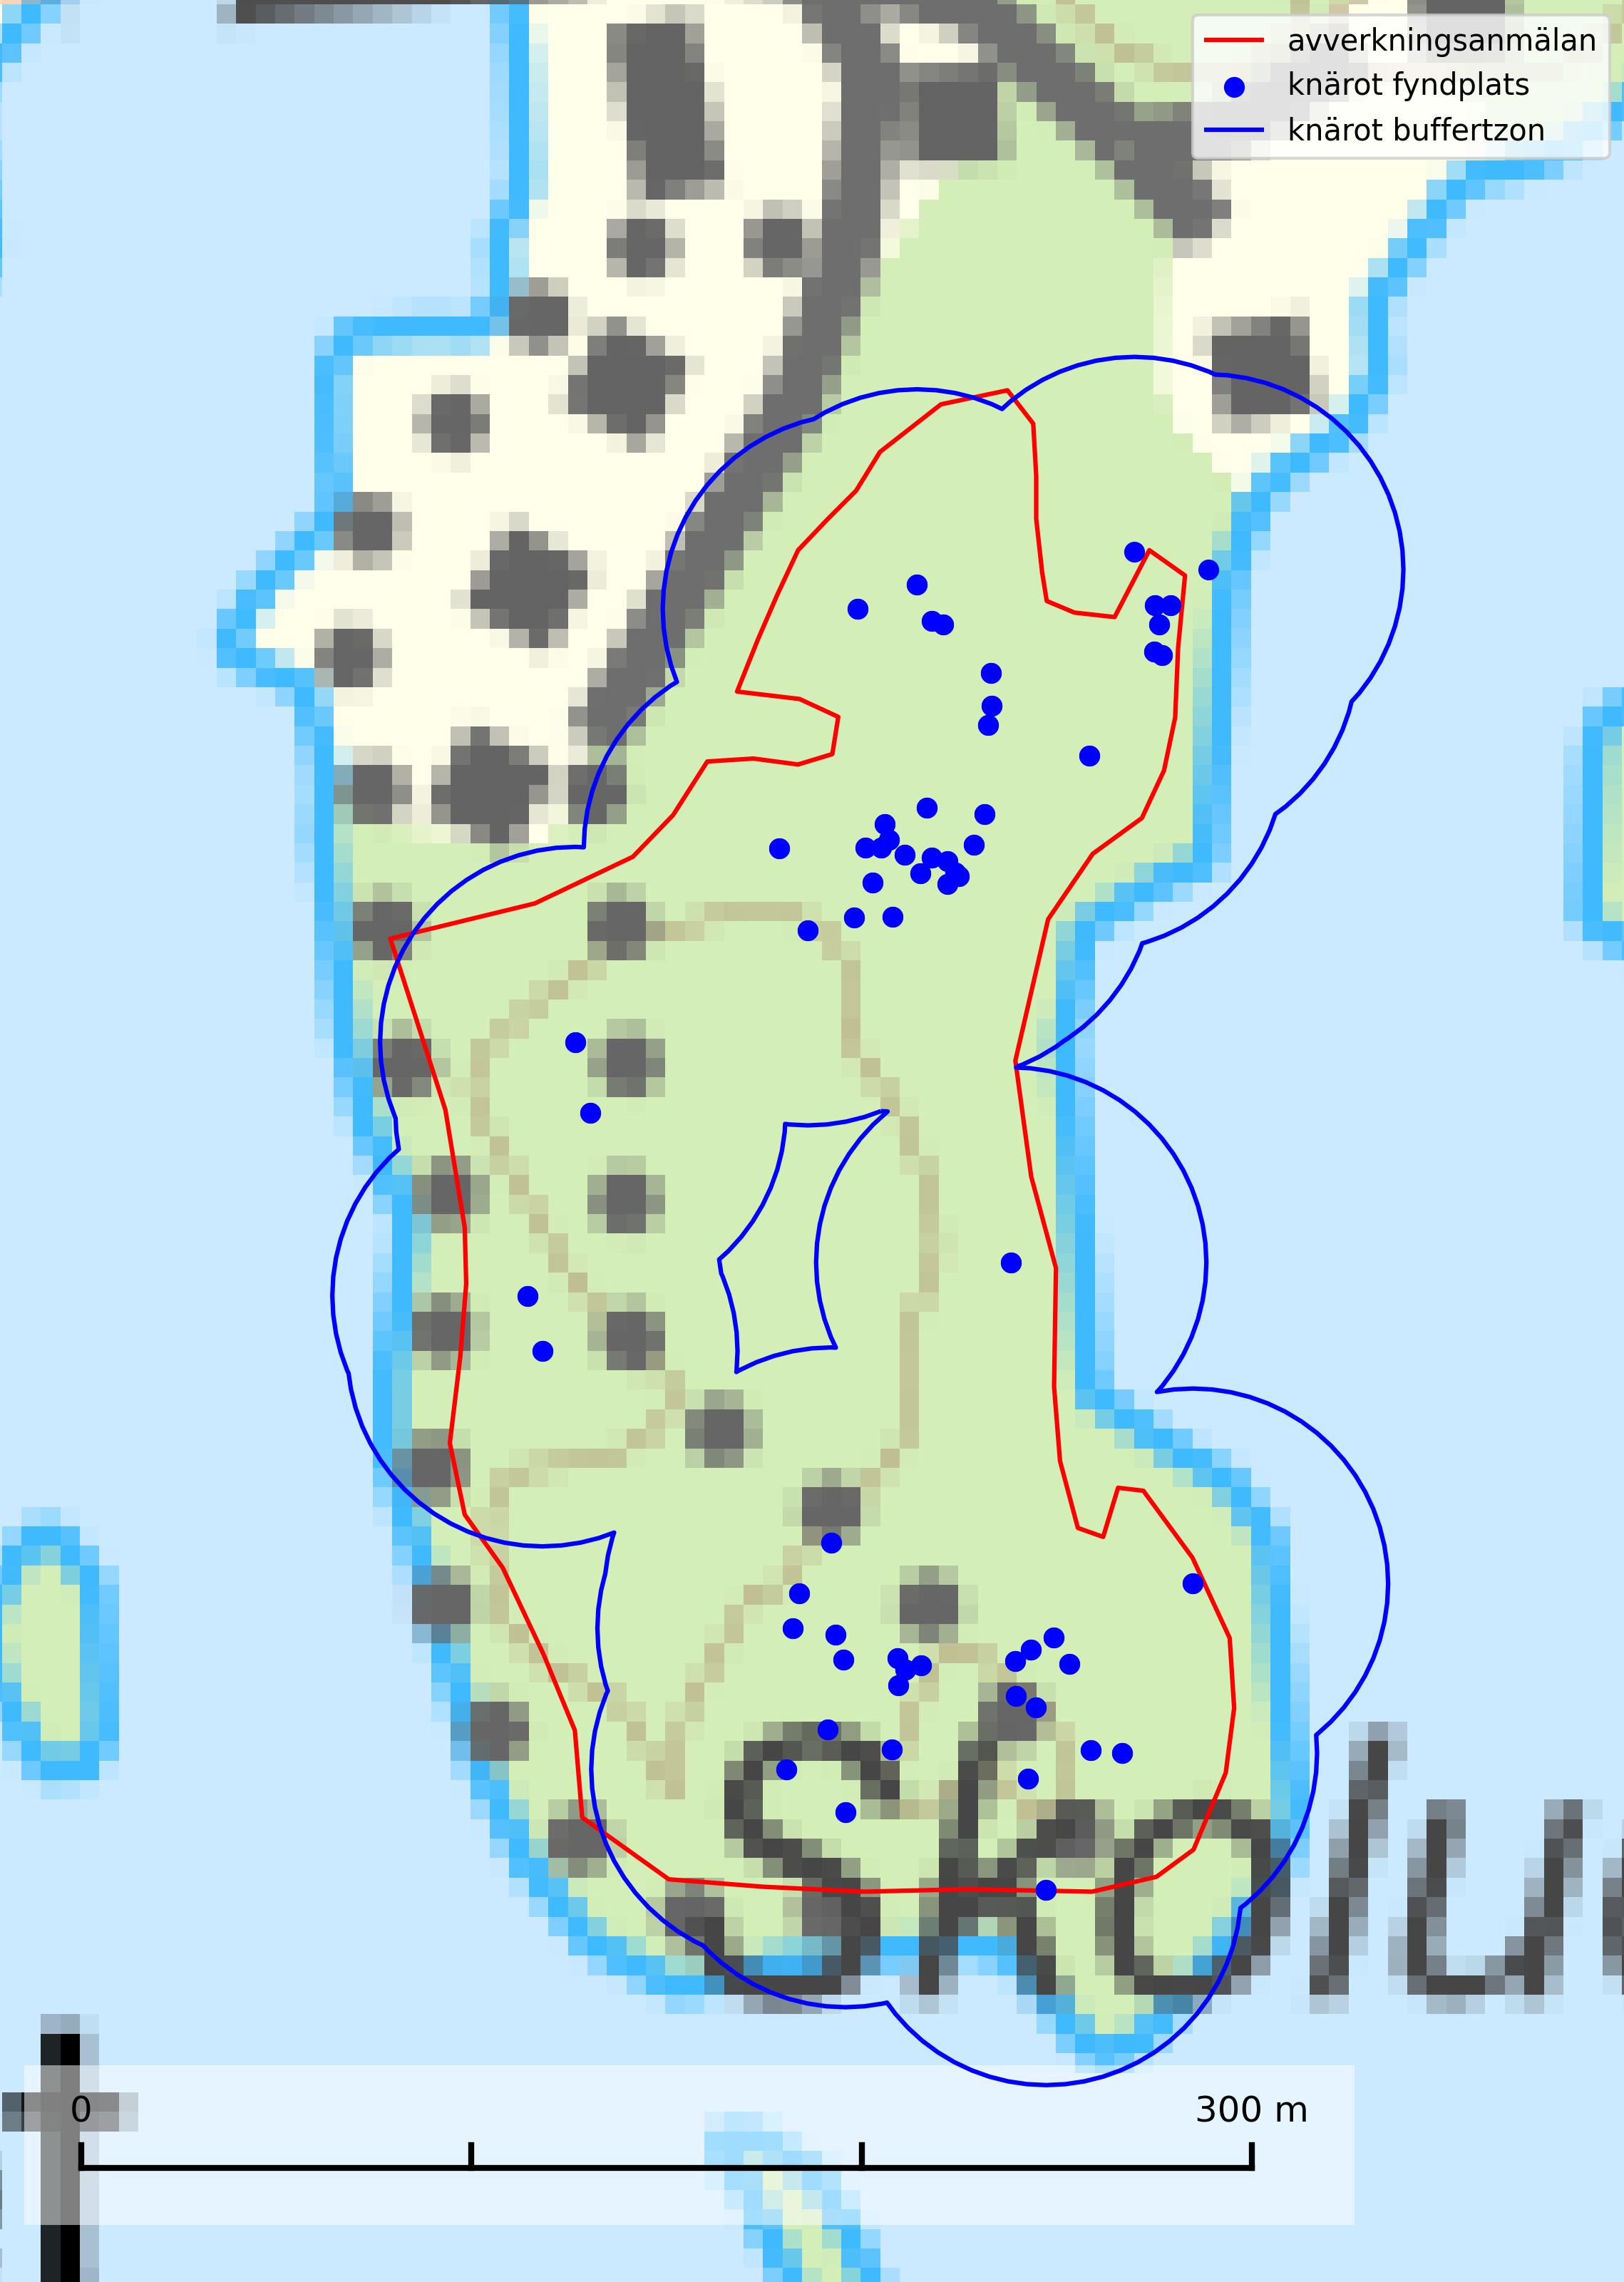 avverkningsanmälan
knärot fyndplats
knärot buffertzon
0 300 m